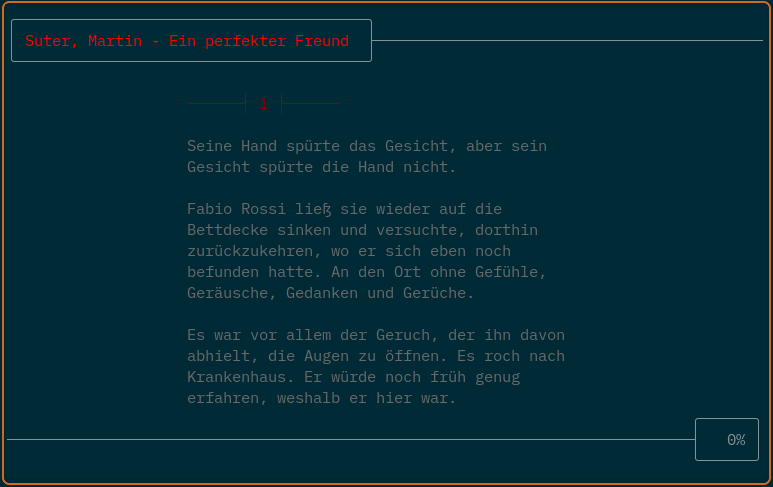 Suter, Martin - Ein perfekter Freund
1
Seine Hand spürte das Gesicht, aber sein
Gesicht spürte die Hand nicht.
Fabio Rossi ließ sie wieder auf die
Bettdecke sinken und versuchte, dorthin
zurückzukehren, wo er sich eben noch
befunden hatte. An den Ort ohne Gefühle,
Geräusche, Gedanken und Gerüche.
Es war vor allem der Geruch, der ihn davon
abhielt, die Augen zu öffnen. Es roch nach
Krankenhaus. Er würde noch früh genug
erfahren, weshalb er hier war.
0%